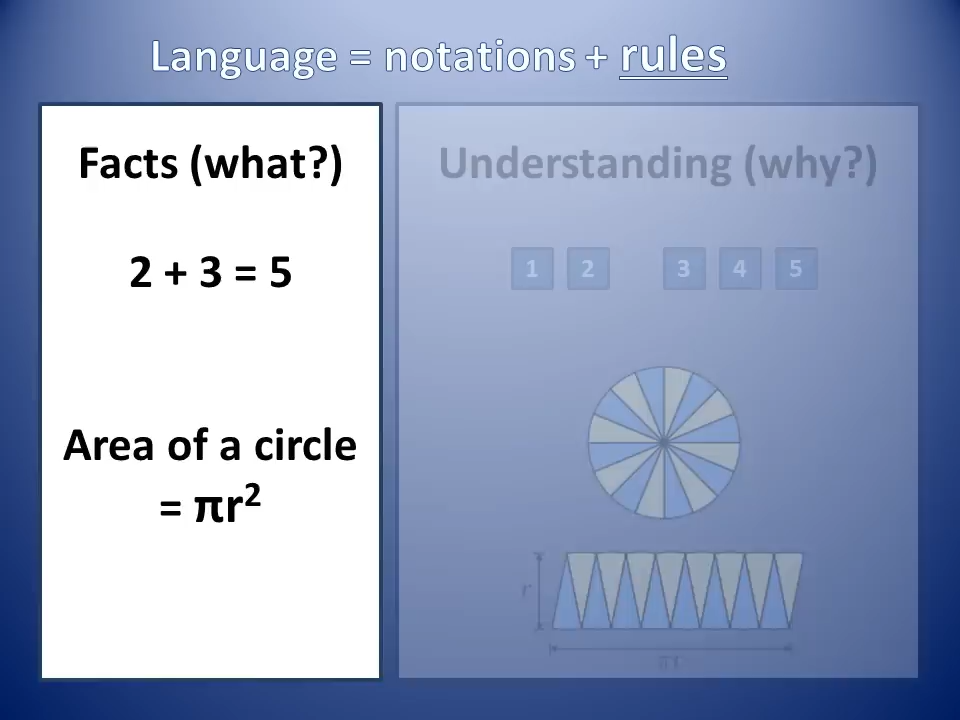 Language = notations + rules
Facts (what?)
2 + 3 = 5
Area of a circle
= πr²
Understanding (why?)
1 2 3 4 5
r
πr